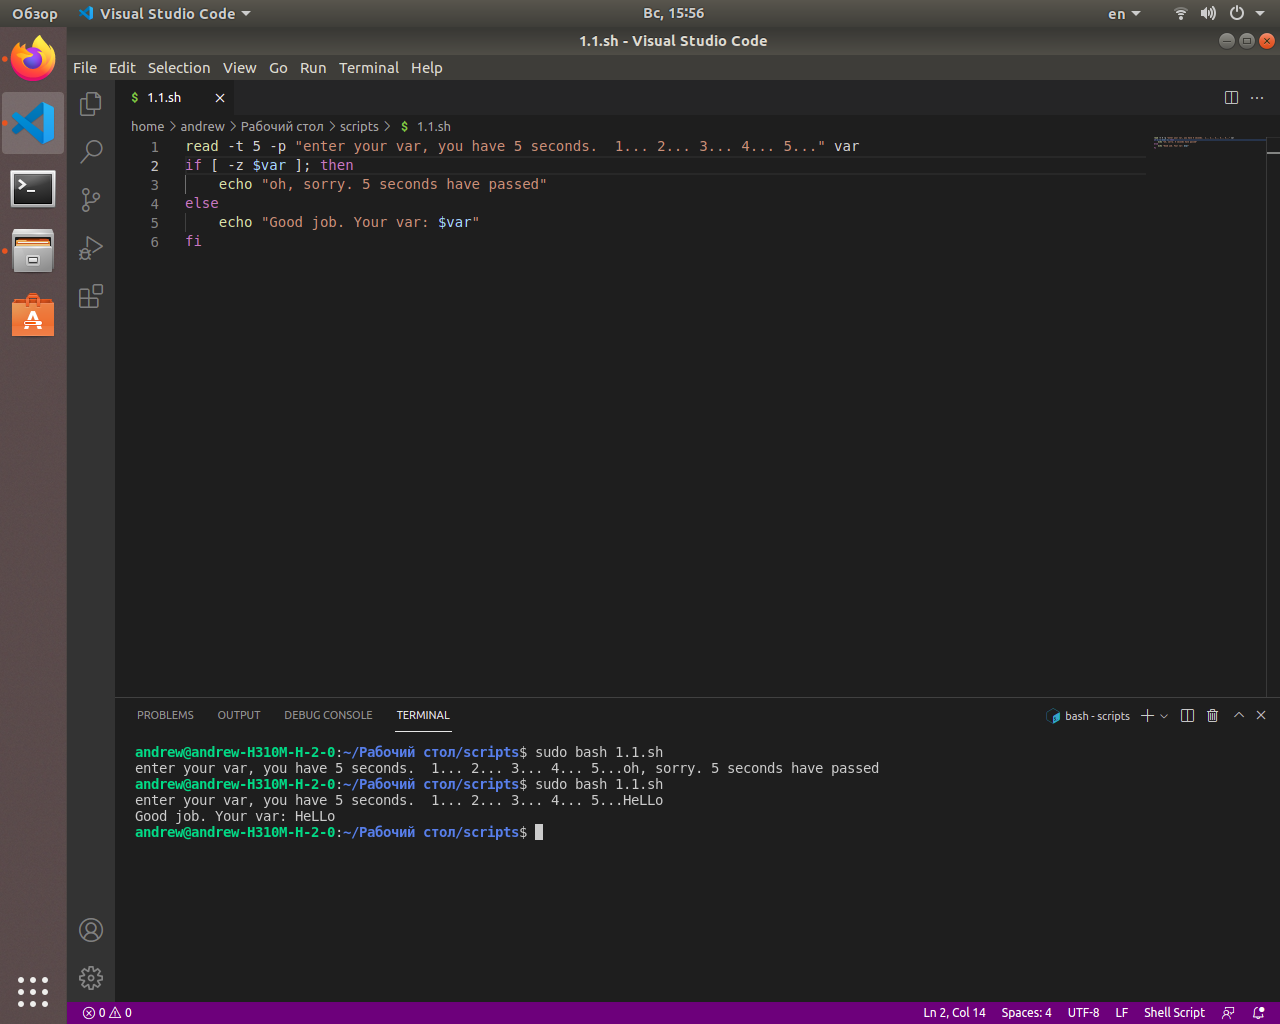 Обзор Visual Studio Code Вс, 15:56 en
1.1.sh - Visual Studio Code
File Edit Selection View Go Run Terminal Help
$ 1.1.sh
home > andrew > Рабочий стол > scripts > $ 1.1.sh
1 read -t 5 -p "enter your var, you have 5 seconds.  1... 2... 3... 4... 5..." var
2 if [ -z $var ]; then
3     echo "oh, sorry. 5 seconds have passed"
4 else
5     echo "Good job. Your var: $var"
6 fi
PROBLEMS OUTPUT DEBUG CONSOLE TERMINAL bash - scripts
andrew@andrew-H310M-H-2-0:~/Рабочий стол/scripts$ sudo bash 1.1.sh
enter your var, you have 5 seconds.  1... 2... 3... 4... 5...oh, sorry. 5 seconds have passed
andrew@andrew-H310M-H-2-0:~/Рабочий стол/scripts$ sudo bash 1.1.sh
enter your var, you have 5 seconds.  1... 2... 3... 4... 5...HeLLo
Good job. Your var: HeLLo
andrew@andrew-H310M-H-2-0:~/Рабочий стол/scripts$
0 0 Ln 2, Col 14 Spaces: 4 UTF-8 LF Shell Script